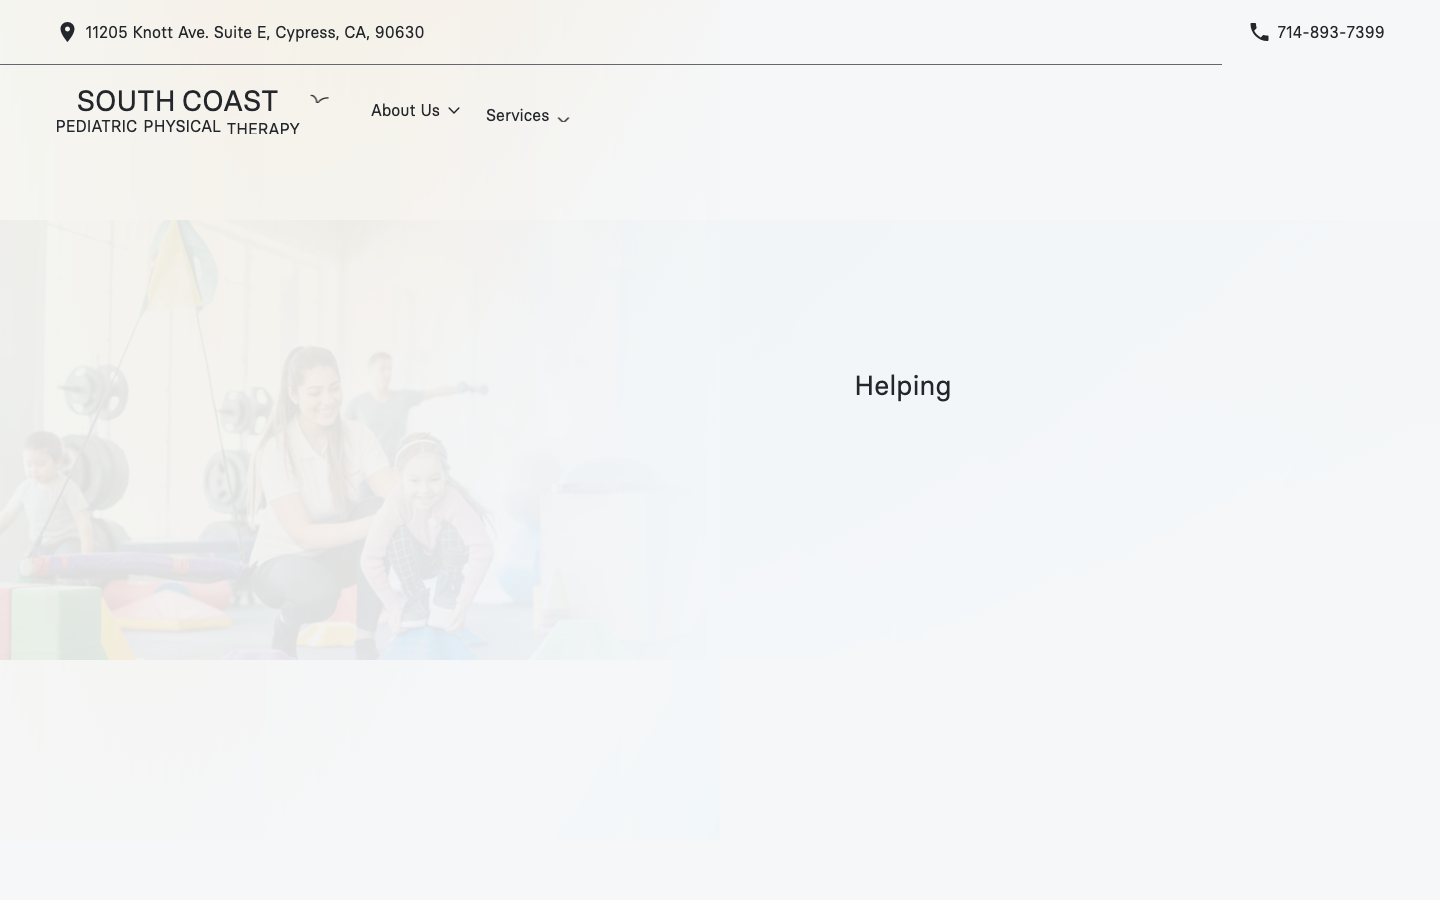 11205 Knott Ave. Suite E, Cypress, CA, 90630
714-893-7399
SOUTH COAST
PEDIATRIC PHYSICAL THERAPY
About Us
Services
Helping